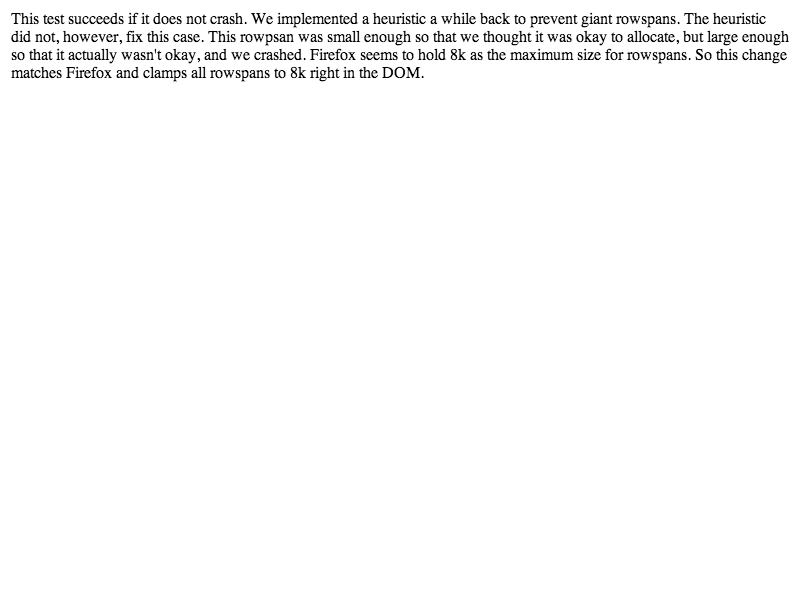 This test succeeds if it does not crash. We implemented a heuristic a while back to prevent giant rowspans. The heuristic
did not, however, fix this case. This rowpsan was small enough so that we thought it was okay to allocate, but large enough
so that it actually wasn't okay, and we crashed. Firefox seems to hold 8k as the maximum size for rowspans. So this change
matches Firefox and clamps all rowspans to 8k right in the DOM.